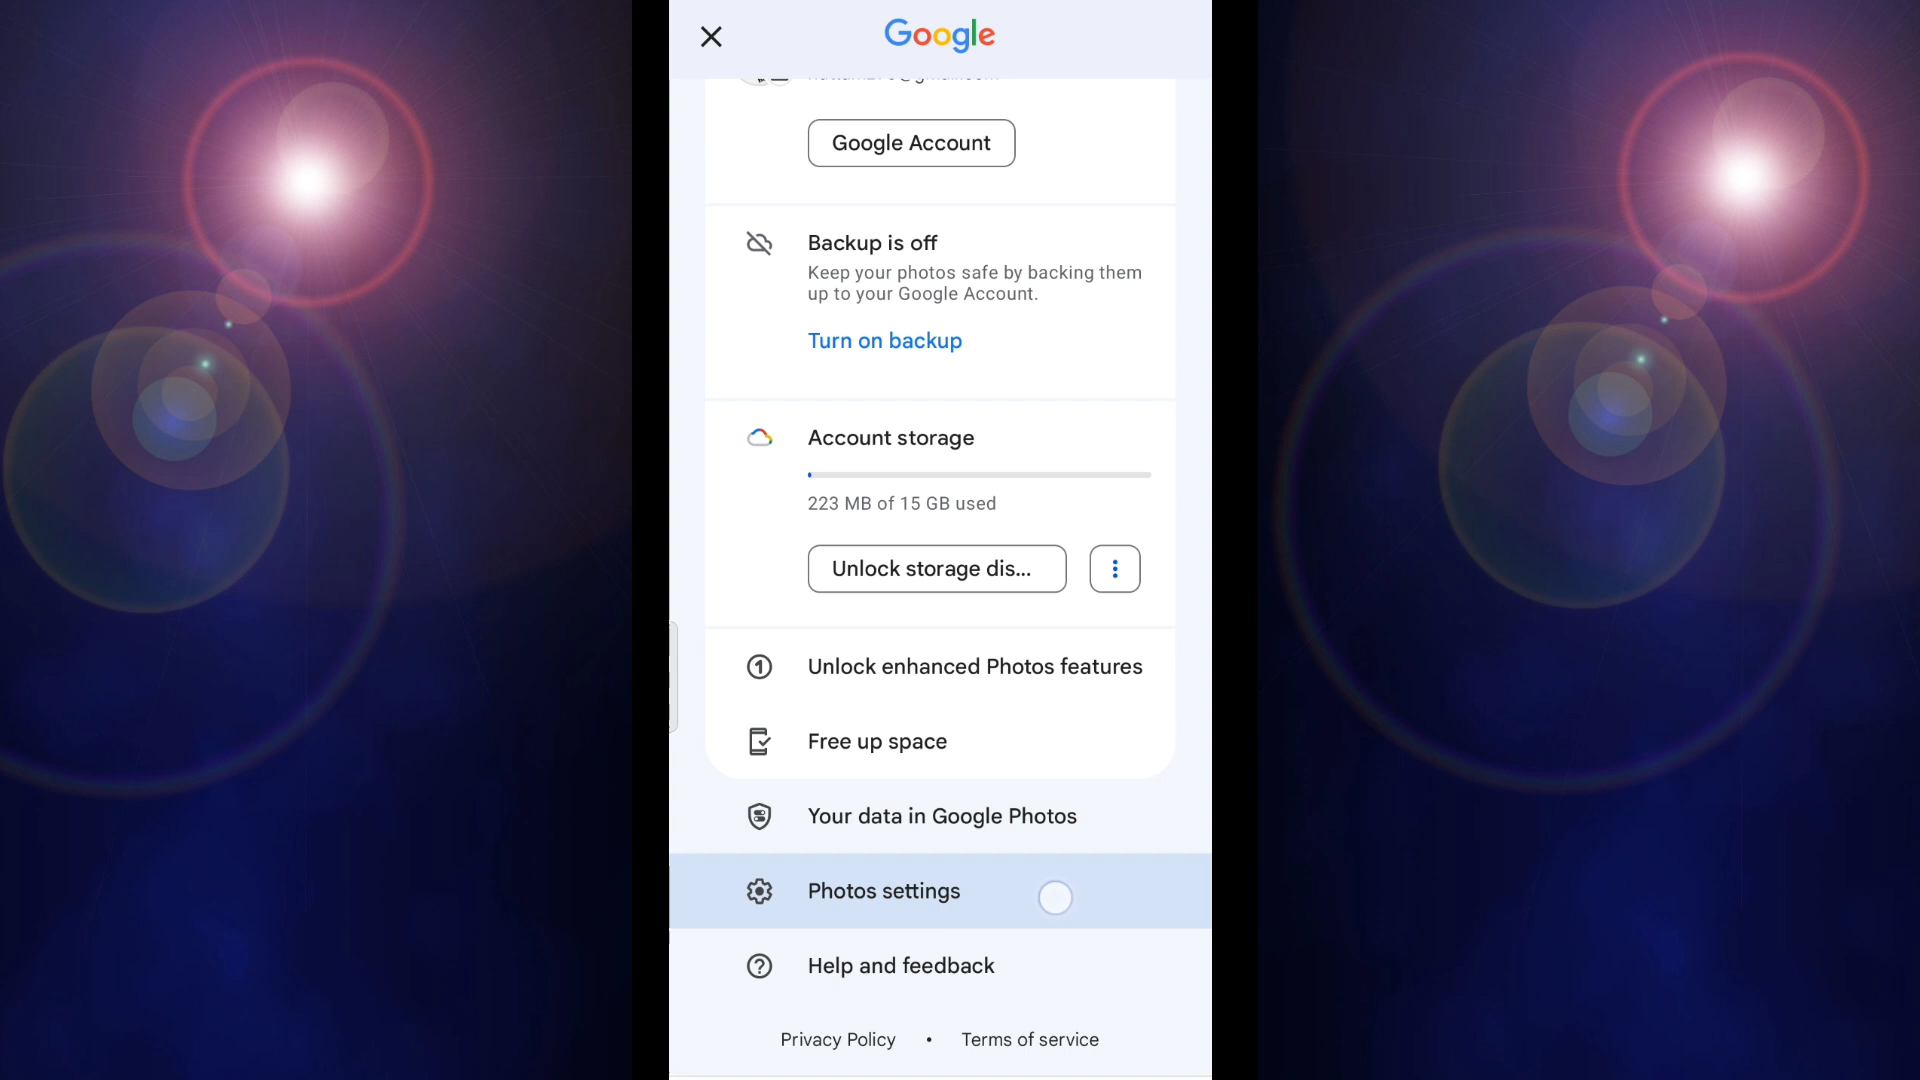 Google
Google Account
Backup is off
Keep your photos safe by backing them
up to your Google Account.
Turn on backup
Account storage
223 MB of 15 GB used
Unlock storage dis...
Unlock enhanced Photos features
Free up space
Your data in Google Photos
Photos settings
Help and feedback
Privacy Policy • Terms of service